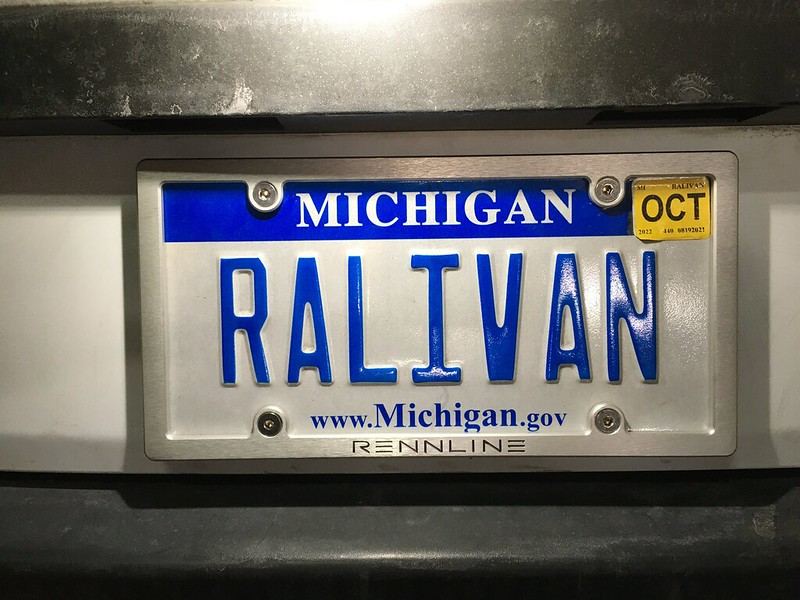 MICHIGAN
MI RALIVAN
OCT
2022 440 08192021
RALIVAN
www.Michigan.gov
RENNLINE